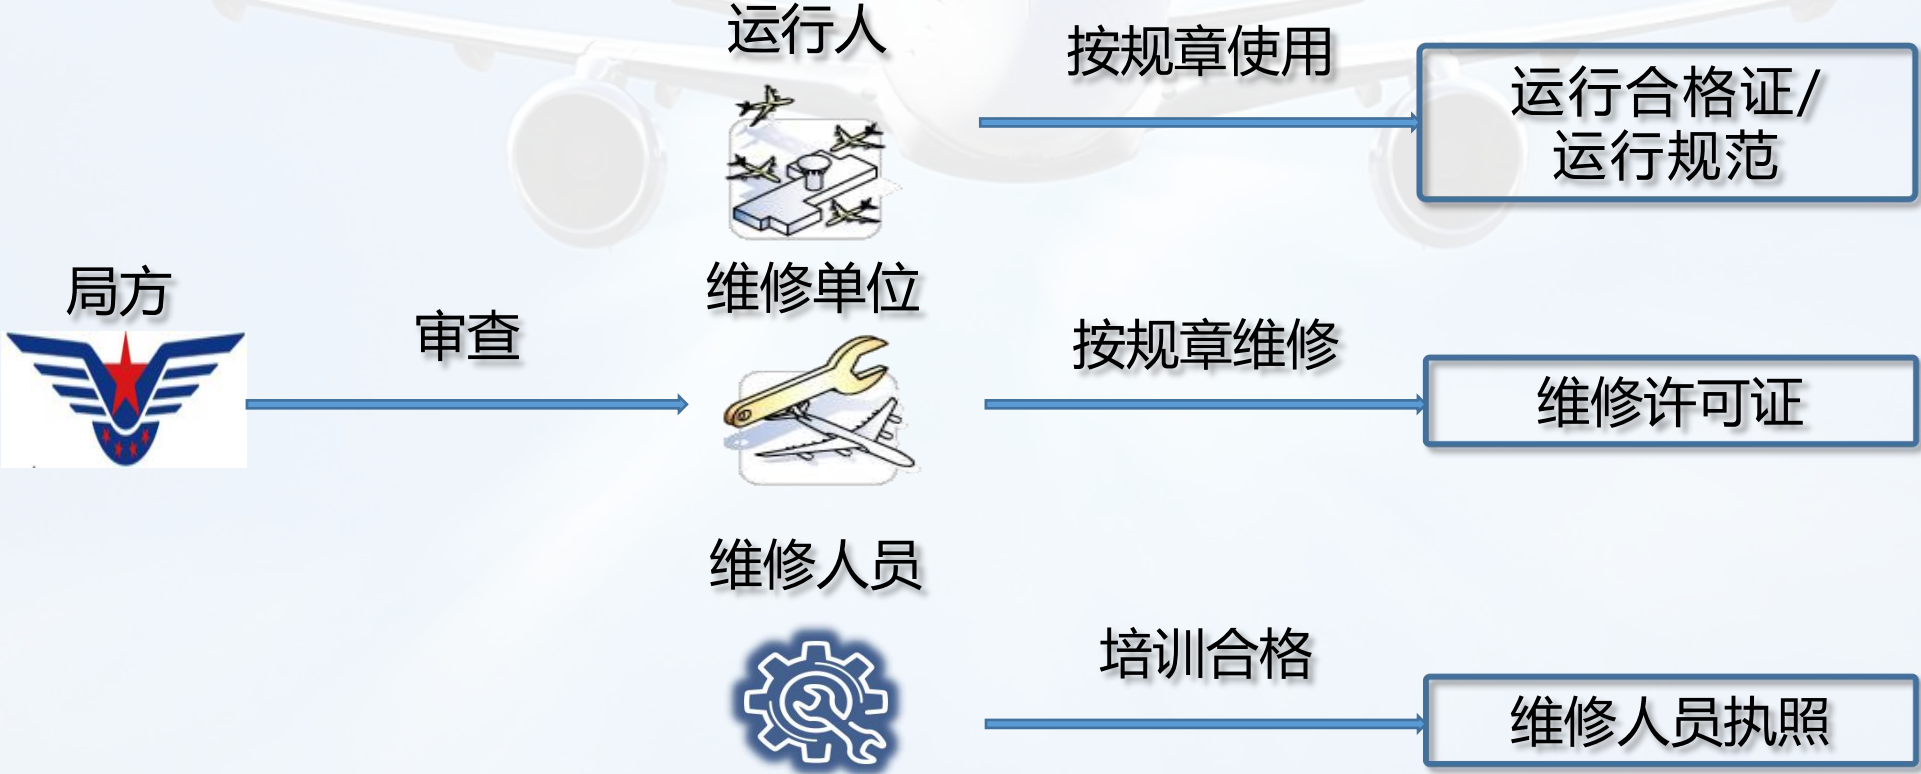 局方
审查
运行人
按规章使用
运行合格证/
运行规范
维修单位
按规章维修
维修许可证
维修人员
培训合格
维修人员执照